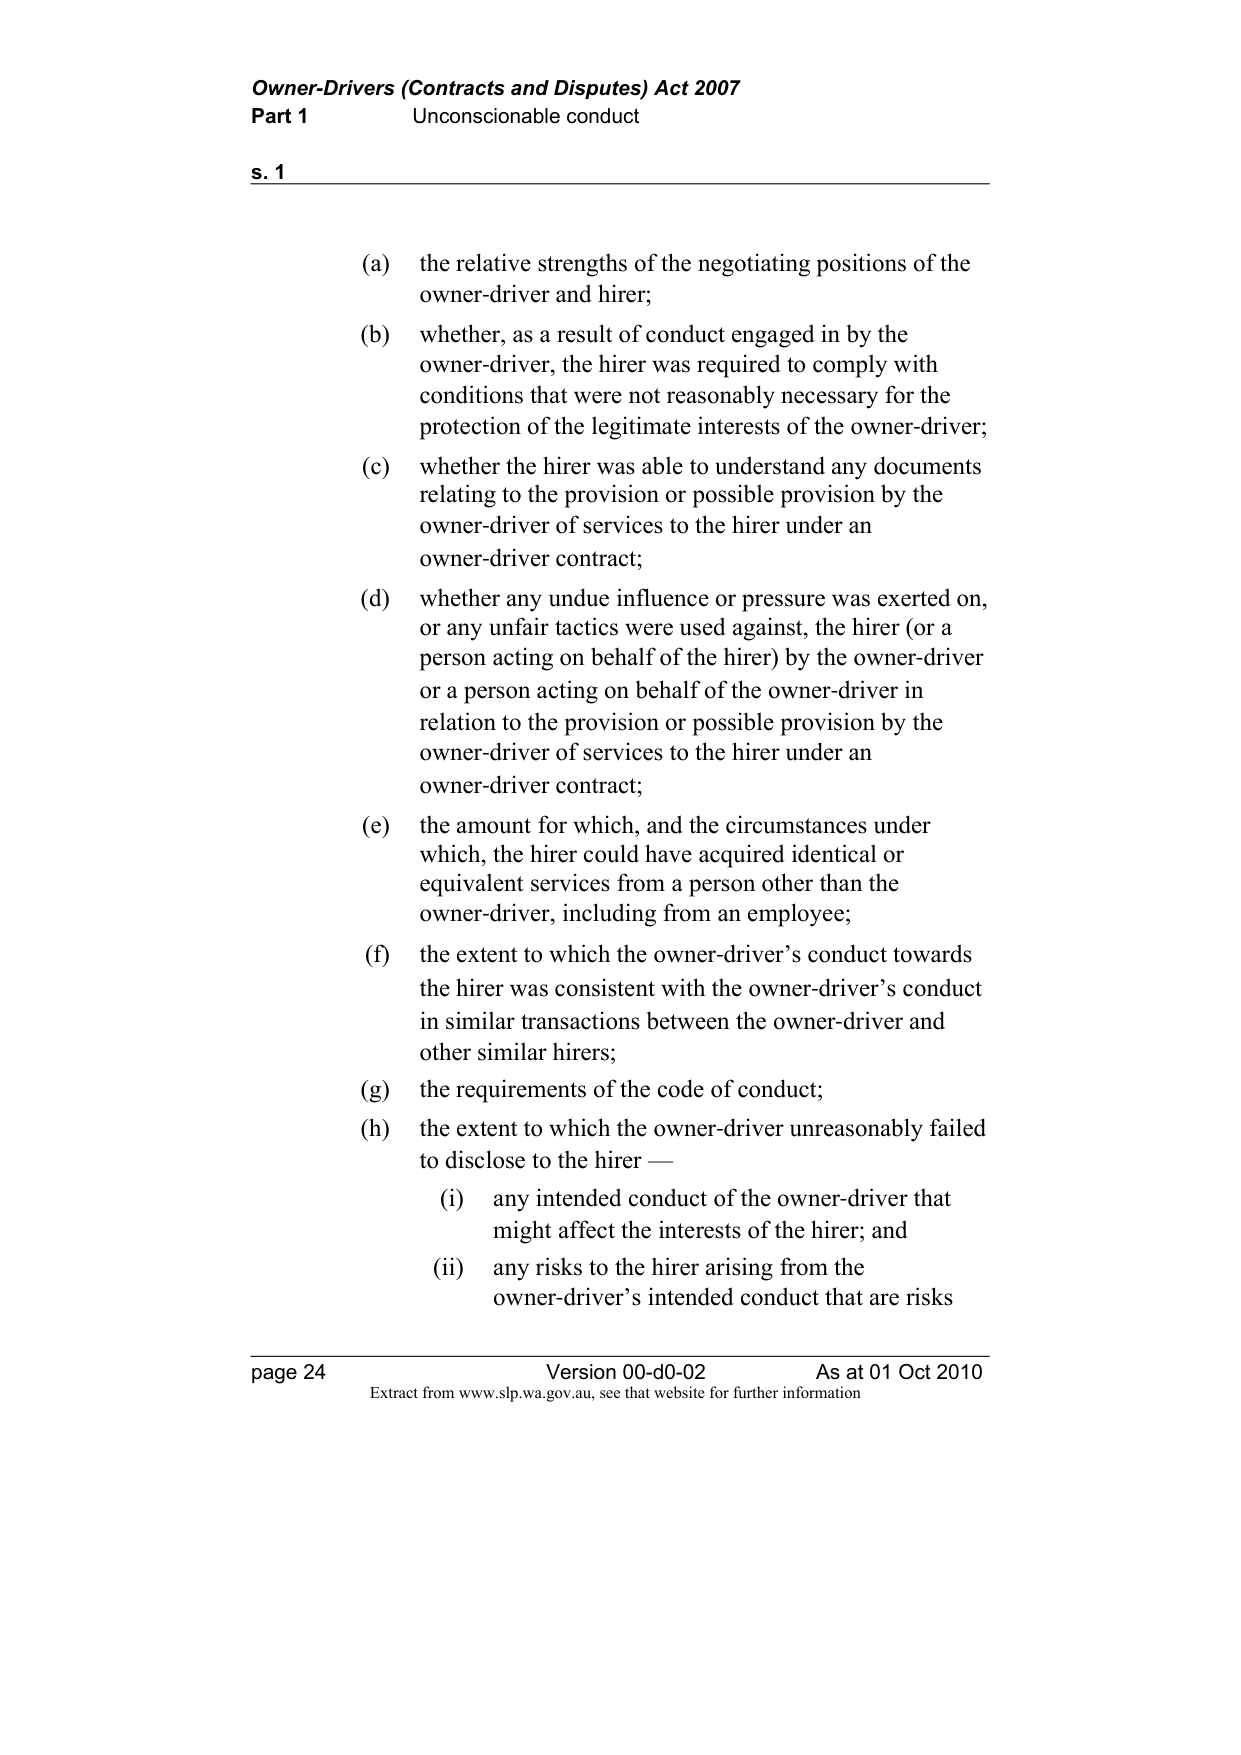 Owner-Drivers (Contracts and Disputes) Act 2007
Part 1 Unconscionable conduct
s. 1
(a) the relative strengths of the negotiating positions of the
owner-driver and hirer;
(b) whether, as a result of conduct engaged in by the
owner-driver, the hirer was required to comply with
conditions that were not reasonably necessary for the
protection of the legitimate interests of the owner-driver;
(c) whether the hirer was able to understand any documents
relating to the provision or possible provision by the
owner-driver of services to the hirer under an
owner-driver contract;
(d) whether any undue influence or pressure was exerted on,
or any unfair tactics were used against, the hirer (or a
person acting on behalf of the hirer) by the owner-driver
or a person acting on behalf of the owner-driver in
relation to the provision or possible provision by the
owner-driver of services to the hirer under an
owner-driver contract;
(e) the amount for which, and the circumstances under
which, the hirer could have acquired identical or
equivalent services from a person other than the
owner-driver, including from an employee;
(f) the extent to which the owner-driver’s conduct towards
the hirer was consistent with the owner-driver’s conduct
in similar transactions between the owner-driver and
other similar hirers;
(g) the requirements of the code of conduct;
(h) the extent to which the owner-driver unreasonably failed
to disclose to the hirer —
(i) any intended conduct of the owner-driver that
might affect the interests of the hirer; and
(ii) any risks to the hirer arising from the
owner-driver’s intended conduct that are risks
page 24 Version 00-d0-02 As at 01 Oct 2010
Extract from www.slp.wa.gov.au, see that website for further information